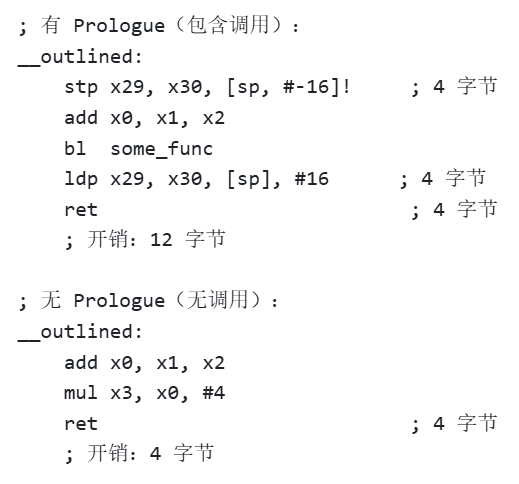 ; 有 Prologue（包含调用）：
__outlined:
    stp x29, x30, [sp, #-16]!     ; 4 字节
    add x0, x1, x2
    bl  some_func
    ldp x29, x30, [sp], #16      ; 4 字节
    ret                           ; 4 字节
    ; 开销：12 字节

; 无 Prologue（无调用）：
__outlined:
    add x0, x1, x2
    mul x3, x0, #4
    ret                           ; 4 字节
    ; 开销：4 字节